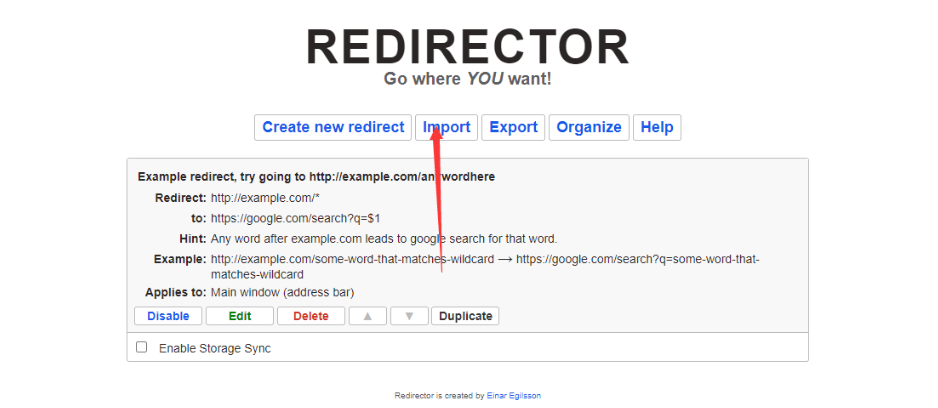 REDIRECTOR
Go where YOU want!
Create new redirect Import Export Organize Help
Example redirect, try going to http://example.com/anywordhere
Redirect: http://example.com/*
to: https://google.com/search?q=$1
Hint: Any word after example.com leads to google search for that word.
Example: http://example.com/some-word-that-matches-wildcard → https://google.com/search?q=some-word-that-
matches-wildcard
Applies to: Main window (address bar)
Disable Edit Delete ▲ ▼ Duplicate
Enable Storage Sync
Redirector is created by Einar Egilsson